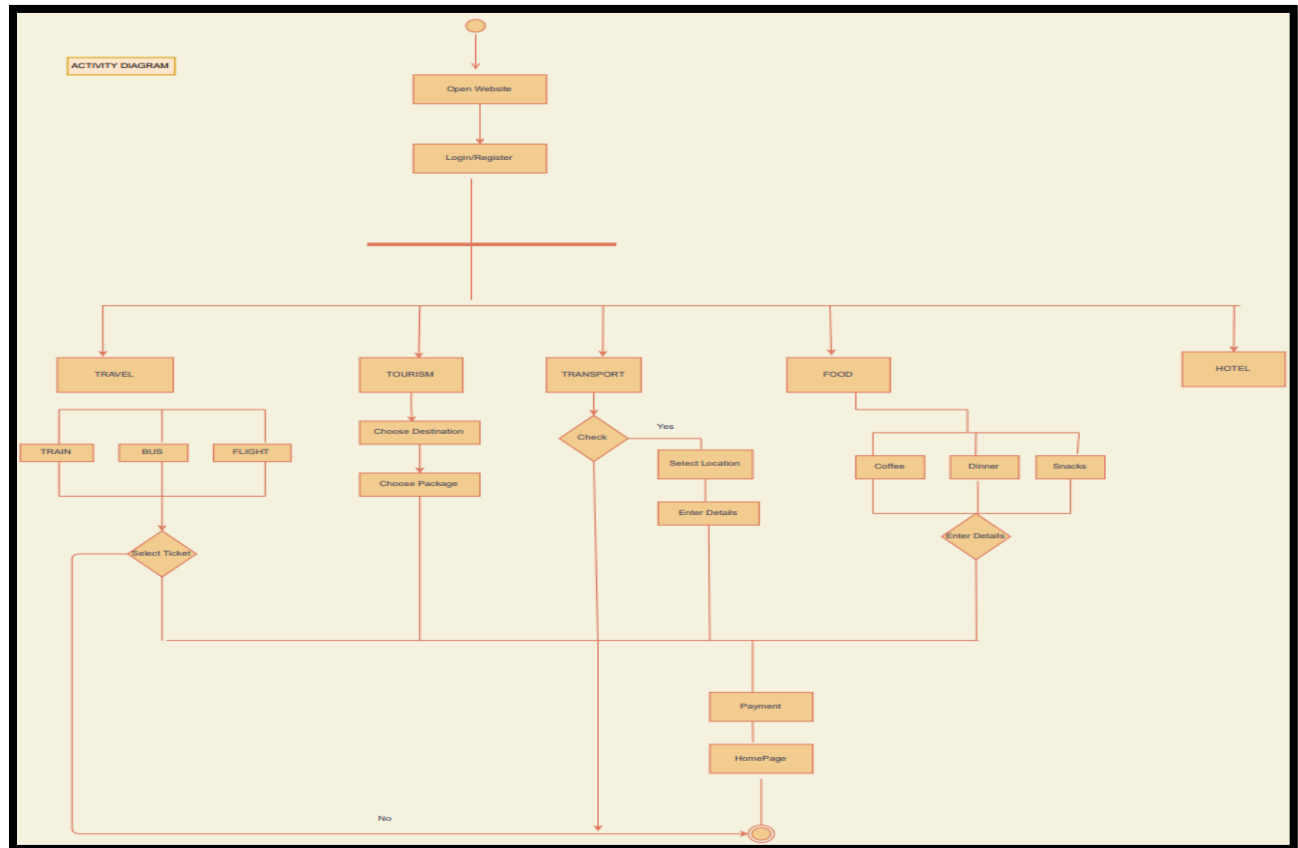 ACTIVITY DIAGRAM
Open Website
Login/Register
TRAVEL
TOURISM
TRANSPORT
FOOD
HOTEL
TRAIN
BUS
FLIGHT
Choose Destination
Choose Package
Check
Yes
Select Location
Enter Details
Coffee
Dinner
Snacks
Select Ticket
Enter Details
Payment
HomePage
No